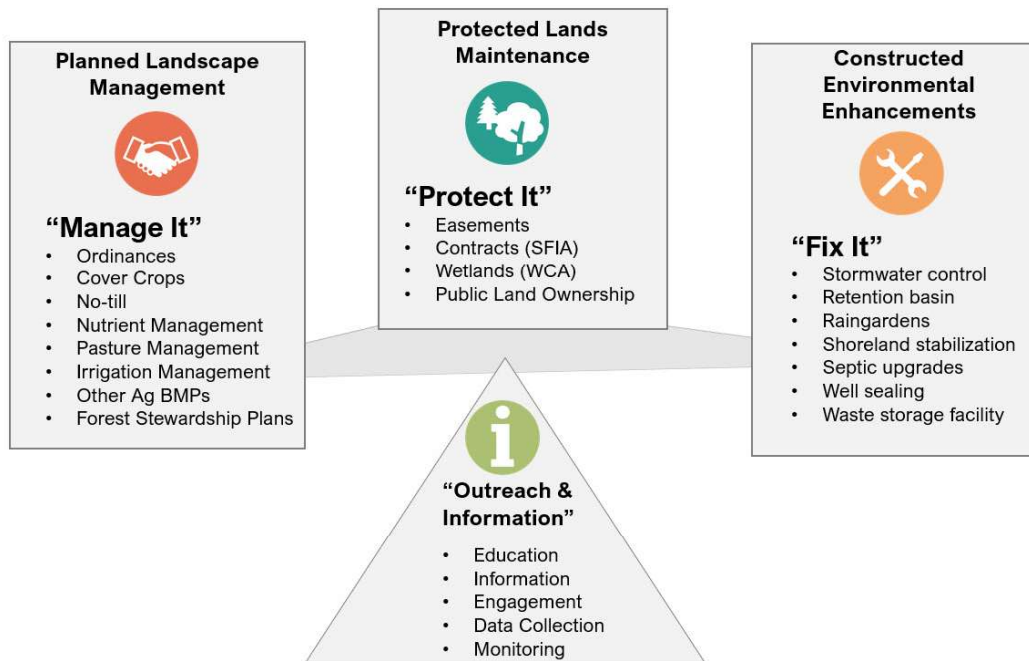 Planned Landscape
Management
“Manage It”
• Ordinances
• Cover Crops
• No-till
• Nutrient Management
• Pasture Management
• Irrigation Management
• Other Ag BMPs
• Forest Stewardship Plans
Protected Lands
Maintenance
“Protect It”
• Easements
• Contracts (SFIA)
• Wetlands (WCA)
• Public Land Ownership
Constructed
Environmental
Enhancements
“Fix It”
• Stormwater control
• Retention basin
• Raingardens
• Shoreland stabilization
• Septic upgrades
• Well sealing
• Waste storage facility
i
“Outreach &
Information”
• Education
• Information
• Engagement
• Data Collection
• Monitoring